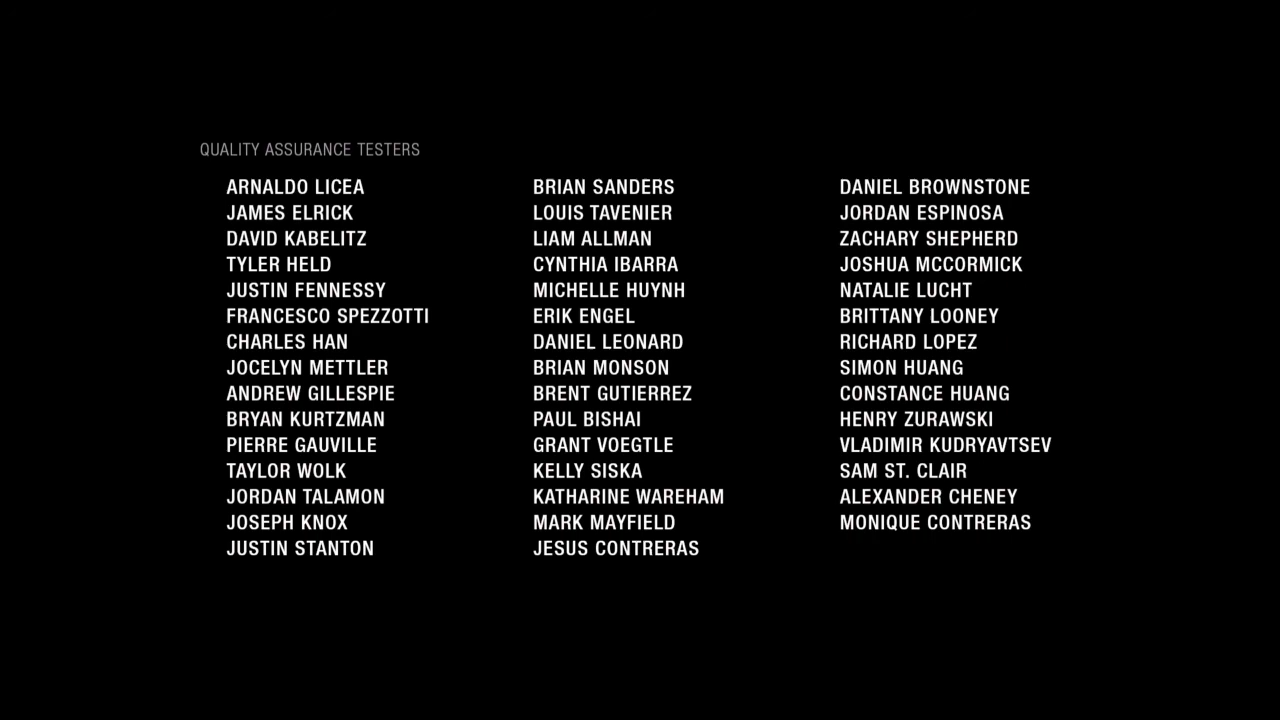 QUALITY ASSURANCE TESTERS
ARNALDO LICEA
JAMES ELRICK
DAVID KABELITZ
TYLER HELD
JUSTIN FENNESSY
FRANCESCO SPEZZOTTI
CHARLES HAN
JOCELYN METTLER
ANDREW GILLESPIE
BRYAN KURTZMAN
PIERRE GAUVILLE
TAYLOR WOLK
JORDAN TALAMON
JOSEPH KNOX
JUSTIN STANTON
BRIAN SANDERS
LOUIS TAVENIER
LIAM ALLMAN
CYNTHIA IBARRA
MICHELLE HUYNH
ERIK ENGEL
DANIEL LEONARD
BRIAN MONSON
BRENT GUTIERREZ
PAUL BISHAI
GRANT VOEGTLE
KELLY SISKA
KATHARINE WAREHAM
MARK MAYFIELD
JESUS CONTRERAS
DANIEL BROWNSTONE
JORDAN ESPINOSA
ZACHARY SHEPHERD
JOSHUA MCCORMICK
NATALIE LUCHT
BRITTANY LOONEY
RICHARD LOPEZ
SIMON HUANG
CONSTANCE HUANG
HENRY ZURAWSKI
VLADIMIR KUDRYAVTSEV
SAM ST. CLAIR
ALEXANDER CHENEY
MONIQUE CONTRERAS